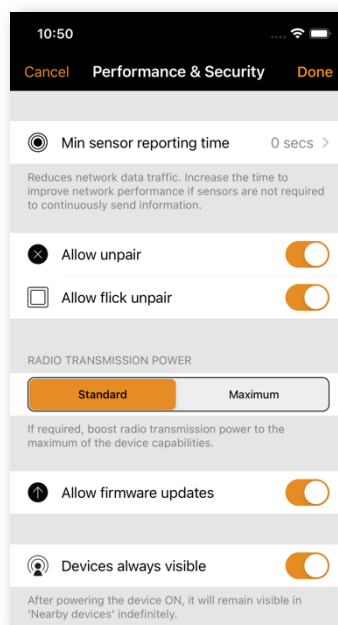 10:50
Cancel Performance & Security Done
Min sensor reporting time 0 secs >
Reduces network data traffic. Increase the time to
improve network performance if sensors are not required
to continuously send information.
Allow unpair
Allow flick unpair
RADIO TRANSMISSION POWER
Standard Maximum
If required, boost radio transmission power to the
maximum of the device capabilities.
Allow firmware updates
Devices always visible
After powering the device ON, it will remain visible in
'Nearby devices' indefinitely.